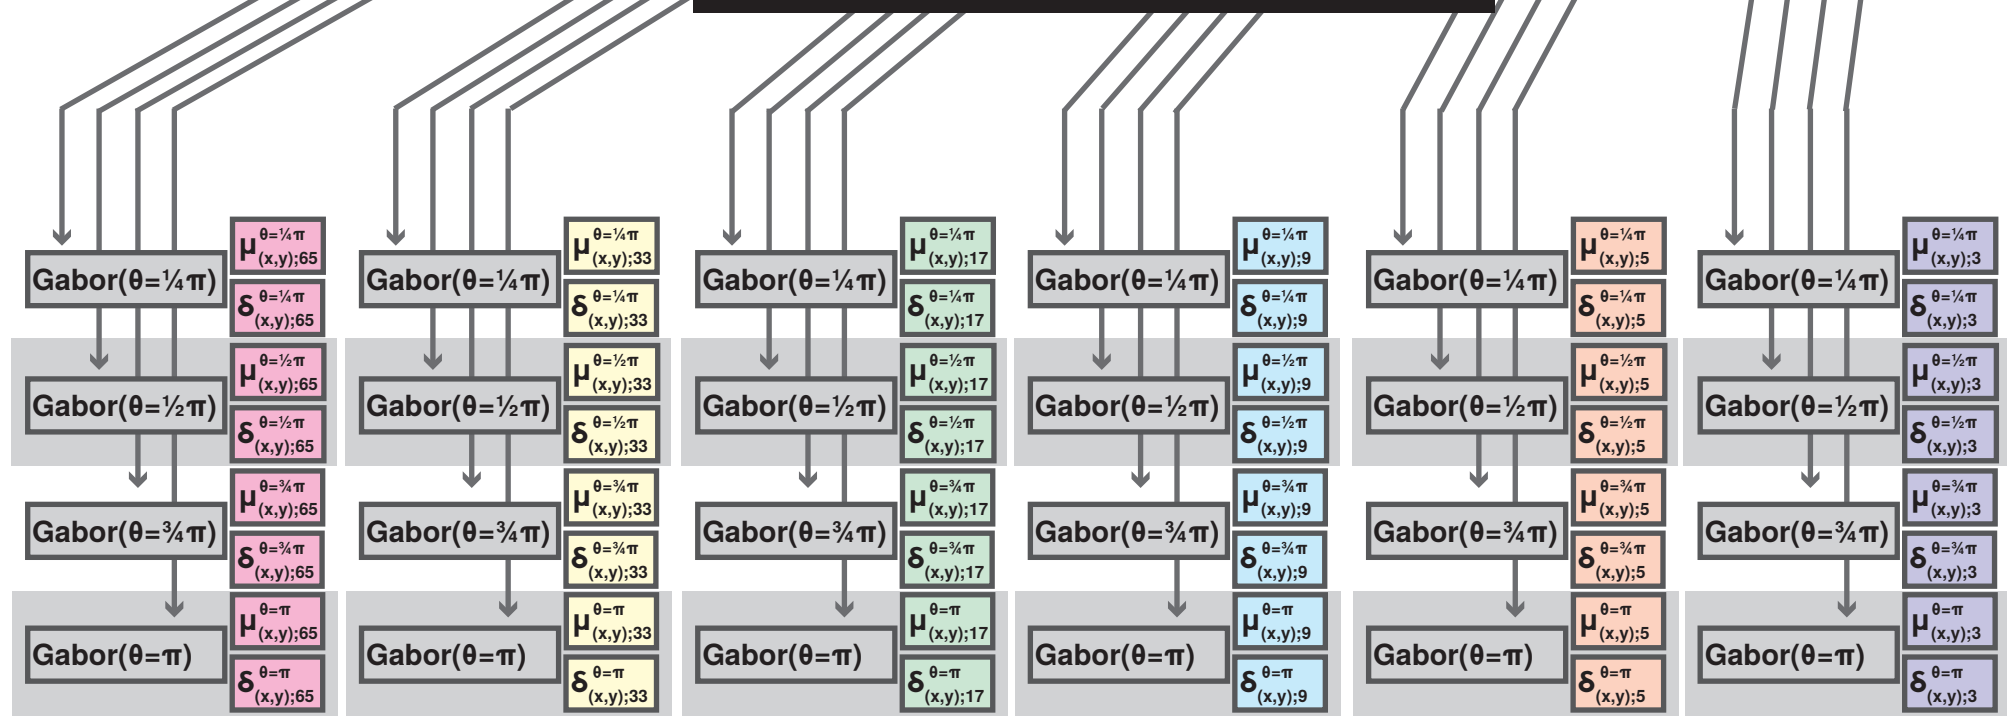 μ θ=¼π (x,y);65
Gabor(θ=¼π)
δ θ=¼π (x,y);65
μ θ=½π (x,y);65
Gabor(θ=½π)
δ θ=½π (x,y);65
μ θ=¾π (x,y);65
Gabor(θ=¾π)
δ θ=¾π (x,y);65
μ θ=π (x,y);65
Gabor(θ=π)
δ θ=π (x,y);65
μ θ=¼π (x,y);33
Gabor(θ=¼π)
δ θ=¼π (x,y);33
μ θ=½π (x,y);33
Gabor(θ=½π)
δ θ=½π (x,y);33
μ θ=¾π (x,y);33
Gabor(θ=¾π)
δ θ=¾π (x,y);33
μ θ=π (x,y);33
Gabor(θ=π)
δ θ=π (x,y);33
μ θ=¼π (x,y);17
Gabor(θ=¼π)
δ θ=¼π (x,y);17
μ θ=½π (x,y);17
Gabor(θ=½π)
δ θ=½π (x,y);17
μ θ=¾π (x,y);17
Gabor(θ=¾π)
δ θ=¾π (x,y);17
μ θ=π (x,y);17
Gabor(θ=π)
δ θ=π (x,y);17
μ θ=¼π (x,y);9
Gabor(θ=¼π)
δ θ=¼π (x,y);9
μ θ=½π (x,y);9
Gabor(θ=½π)
δ θ=½π (x,y);9
μ θ=¾π (x,y);9
Gabor(θ=¾π)
δ θ=¾π (x,y);9
μ θ=π (x,y);9
Gabor(θ=π)
δ θ=π (x,y);9
μ θ=¼π (x,y);5
Gabor(θ=¼π)
δ θ=¼π (x,y);5
μ θ=½π (x,y);5
Gabor(θ=½π)
δ θ=½π (x,y);5
μ θ=¾π (x,y);5
Gabor(θ=¾π)
δ θ=¾π (x,y);5
μ θ=π (x,y);5
Gabor(θ=π)
δ θ=π (x,y);5
μ θ=¼π (x,y);3
Gabor(θ=¼π)
δ θ=¼π (x,y);3
μ θ=½π (x,y);3
Gabor(θ=½π)
δ θ=½π (x,y);3
μ θ=¾π (x,y);3
Gabor(θ=¾π)
δ θ=¾π (x,y);3
μ θ=π (x,y);3
Gabor(θ=π)
δ θ=π (x,y);3